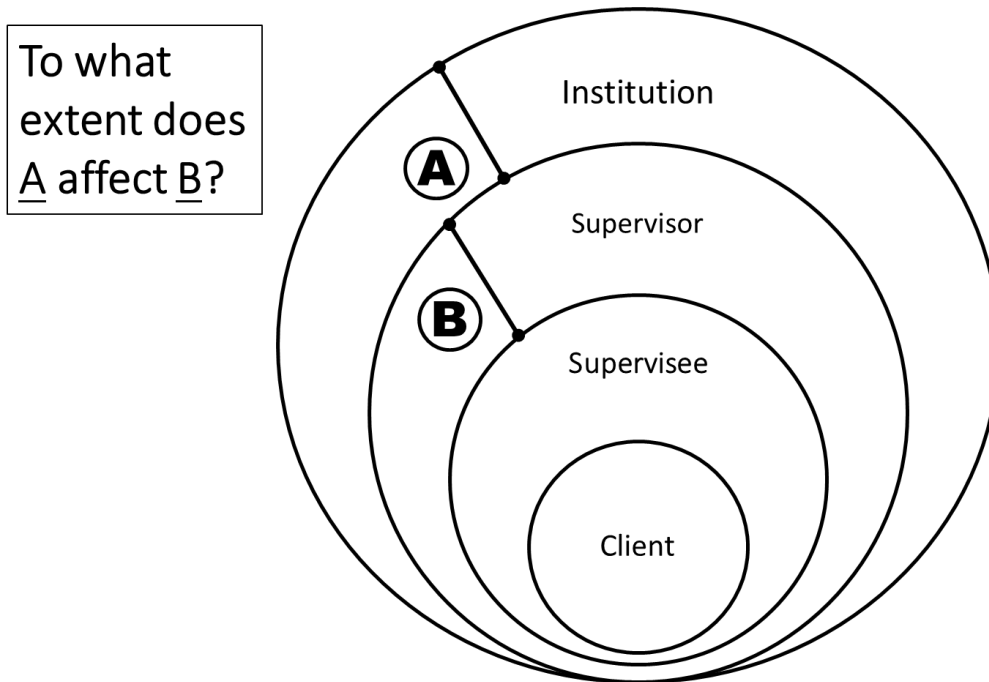 To what
extent does
A affect B?
Institution
A
Supervisor
B
Supervisee
Client